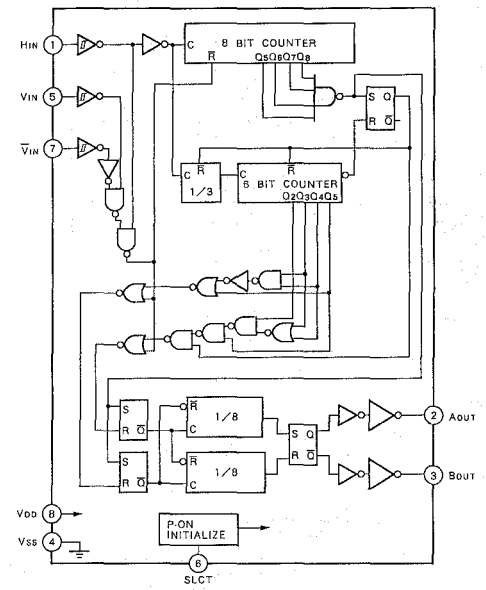 HIN 1
C 8 BIT COUNTER
R̅ Q5Q6Q7Q8
VIN 5
S Q
R Q̅
V̅IN 7
R̅ R̅
C 1/3 C 6 BIT COUNTER
Q2Q3Q4Q5
S R̅ 1/8
R Q̅ C
S Q 2 AOUT
R Q̅
S R̅ 1/8
R Q̅ C
3 BOUT
VDD 8
P-ON
INITIALIZE
VSS 4
6
SLCT